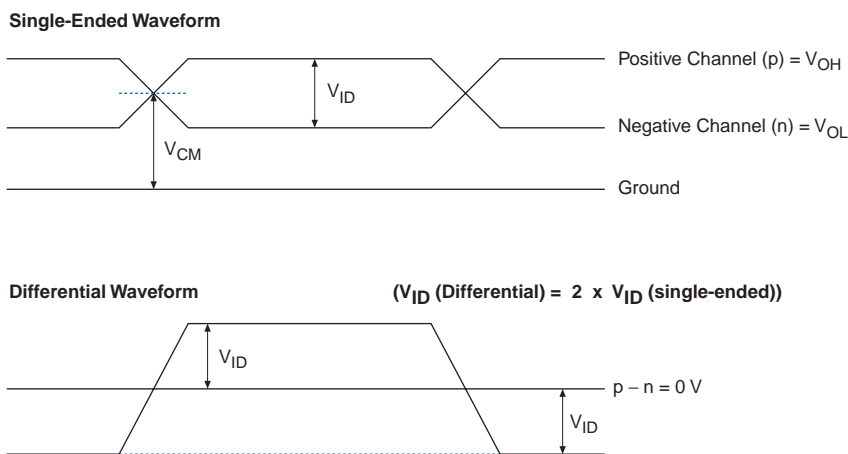 Single-Ended Waveform
Positive Channel (p) = VOH
VID
Negative Channel (n) = VOL
VCM
Ground
Differential Waveform
(VID (Differential) = 2 x VID (single-ended))
VID
p − n = 0 V
VID